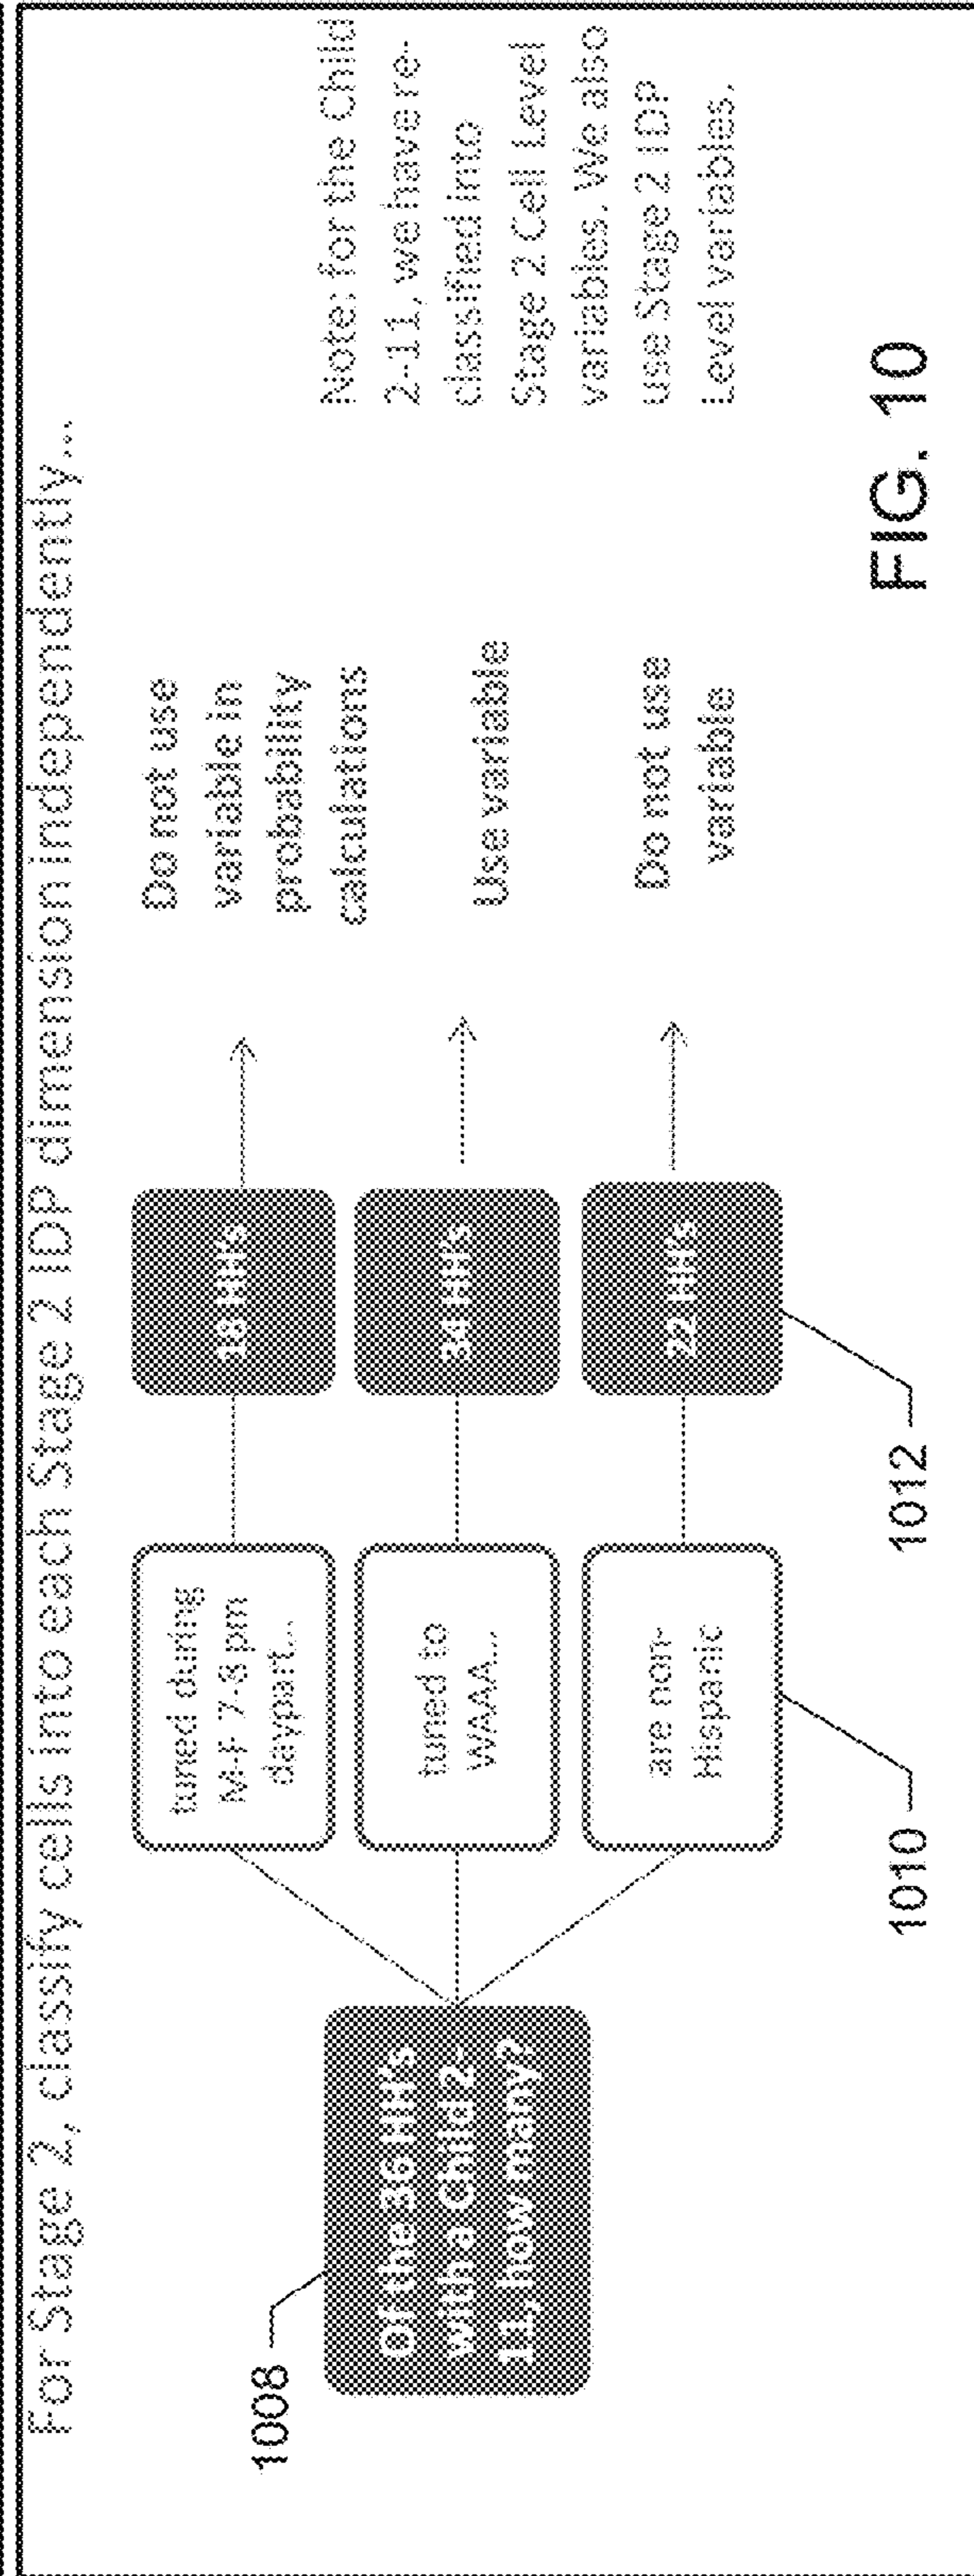 For Stage 2, classify cells into each Stage 2 IDP dimension independently...
1008
Of the 36 HH's
with a Child 2-
11, how many?
tuned during
M-F 7-8 pm
daypart...
18 HH's
Do not use
variable in
probability
calculations
tuned to
WAAA...
34 HH's
Use variable
are non-
Hispanic
22 HH's
Do not use
variable
1010
1012
Note: for the Child
2-11, we have re-
classified into
Stage 2 Cell Level
variables. We also
use Stage 2 IDP
Level variables.
FIG. 10